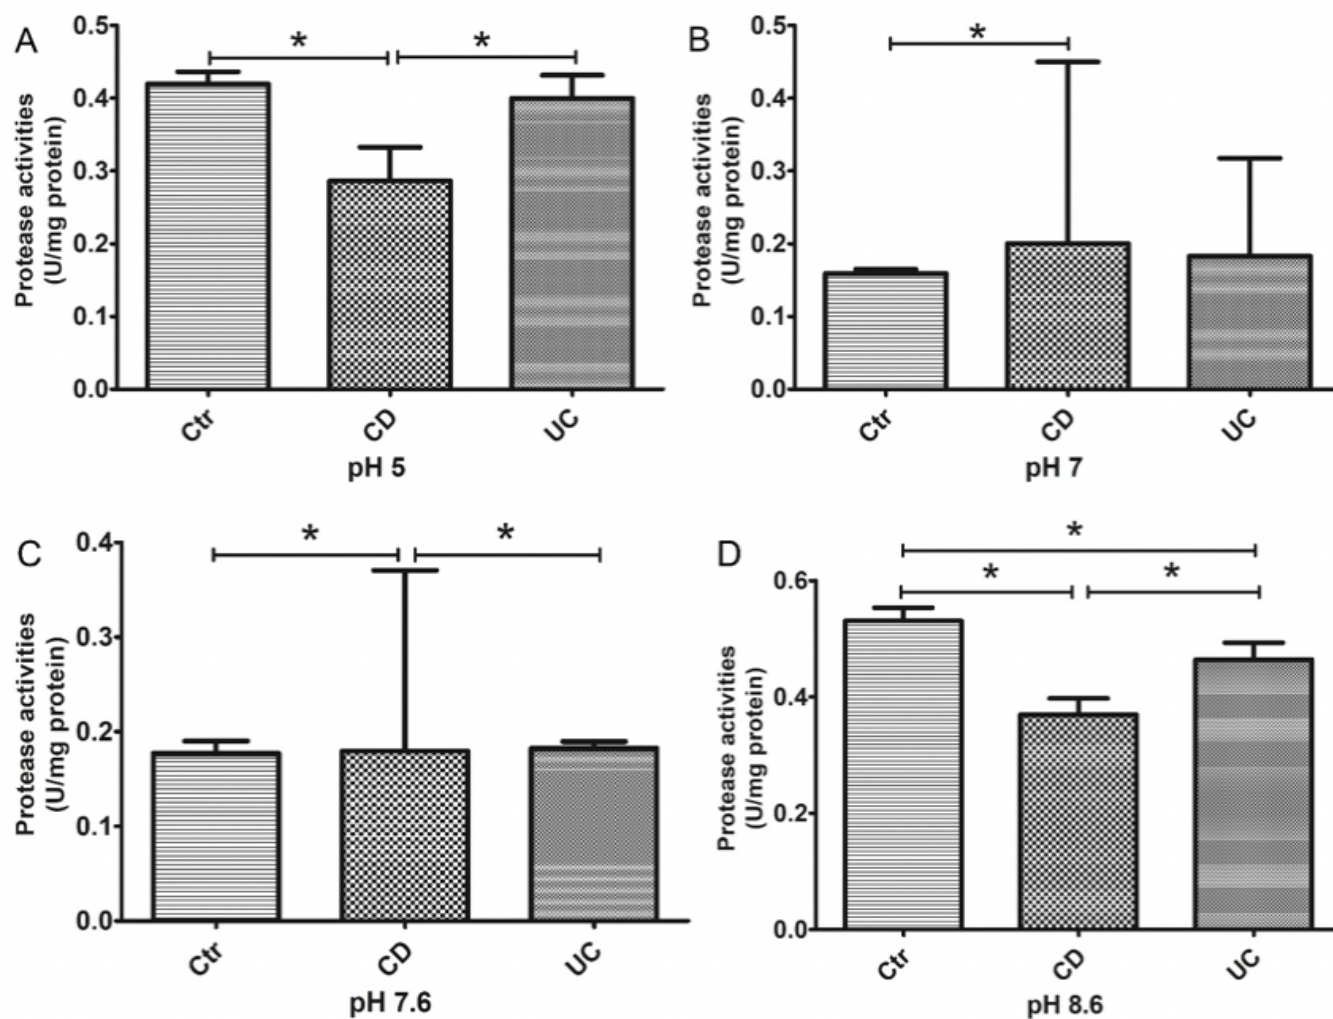 A
Protease activities
(U/mg protein)
0.5
0.4
0.3
0.2
0.1
0.0
*
*
Ctr
CD
UC
pH 5
B
Protease activities
(U/mg protein)
0.5
0.4
0.3
0.2
0.1
0.0
*
Ctr
CD
UC
pH 7
C
Protease activities
(U/mg protein)
0.4
0.3
0.2
0.1
0.0
*
*
Ctr
CD
UC
pH 7.6
D
Protease activities
(U/mg protein)
0.6
0.4
0.2
0.0
*
*
*
Ctr
CD
UC
pH 8.6